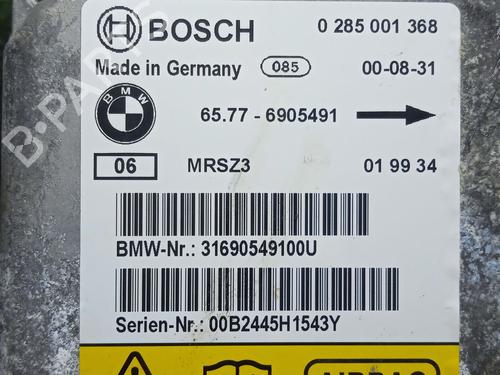 BOSCH 0 285 001 368
Made in Germany 085 00-08-31
BMW 65.77 - 6905491
06 MRSZ3 01 99 34
BMW-Nr.: 31690549100U
Serien-Nr.: 00B2445H1543Y
AIRBAG
B-PARTS